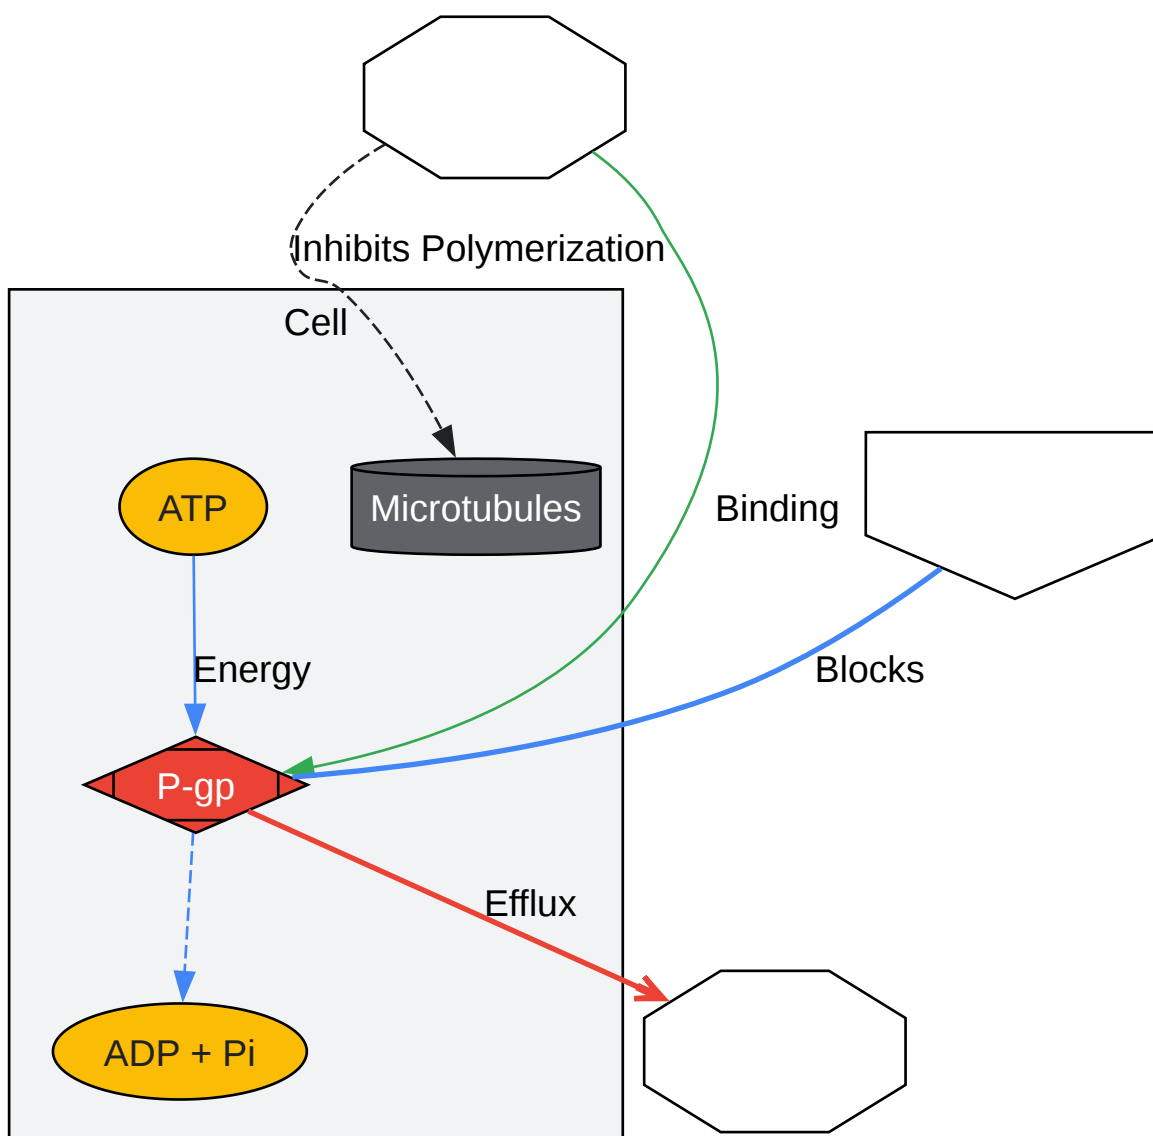 Inhibits Polymerization
Cell
ATP
Microtubules
Binding
Energy
Blocks
P-gp
Efflux
ADP + Pi